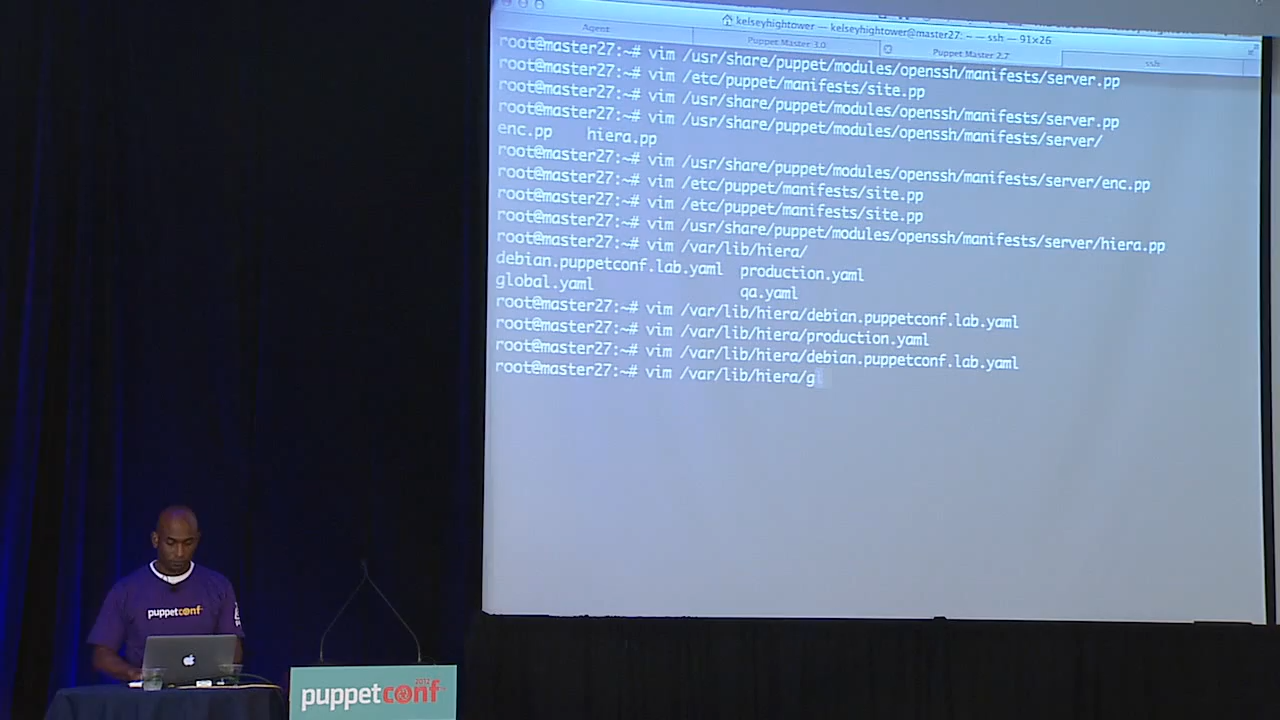 kelseyhightower — kelseyhightower@master27: ~ — ssh — 91×26
Agent
Puppet Master 3.0
Puppet Master 2.7
ssh
root@master27:~# vim /usr/share/puppet/modules/openssh/manifests/server.pp
root@master27:~# vim /etc/puppet/manifests/site.pp
root@master27:~# vim /usr/share/puppet/modules/openssh/manifests/server.pp
root@master27:~# vim /usr/share/puppet/modules/openssh/manifests/server/
enc.pp hiera.pp
root@master27:~# vim /usr/share/puppet/modules/openssh/manifests/server/enc.pp
root@master27:~# vim /etc/puppet/manifests/site.pp
root@master27:~# vim /etc/puppet/manifests/site.pp
root@master27:~# vim /usr/share/puppet/modules/openssh/manifests/server/hiera.pp
root@master27:~# vim /var/lib/hiera/
debian.puppetconf.lab.yaml production.yaml
global.yaml qa.yaml
root@master27:~# vim /var/lib/hiera/debian.puppetconf.lab.yaml
root@master27:~# vim /var/lib/hiera/production.yaml
root@master27:~# vim /var/lib/hiera/debian.puppetconf.lab.yaml
root@master27:~# vim /var/lib/hiera/g
puppetconf
2012
puppetconf